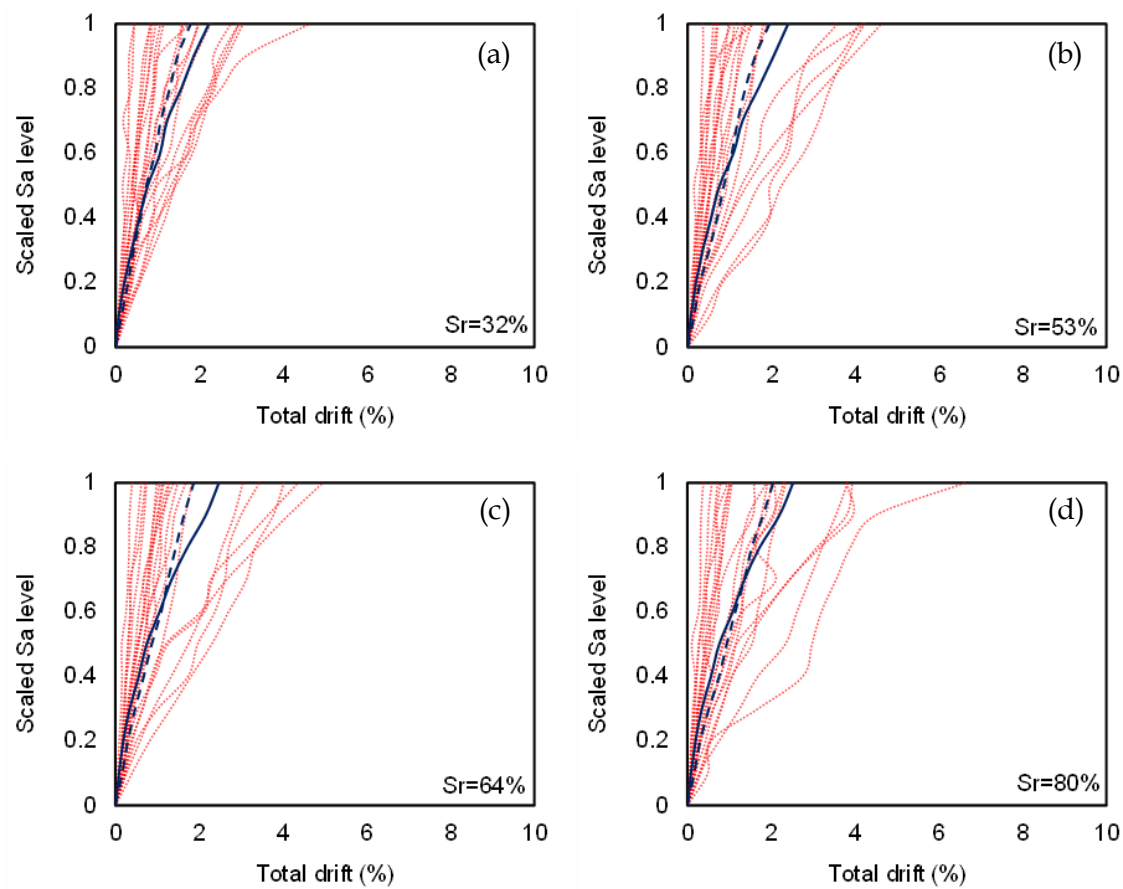 (a)
Scaled Sa level
1
0.8
0.6
0.4
0.2
0
Sr=32%
0 2 4 6 8 10
Total drift (%)
(b)
Scaled Sa level
1
0.8
0.6
0.4
0.2
0
Sr=53%
0 2 4 6 8 10
Total drift (%)
(c)
Scaled Sa level
1
0.8
0.6
0.4
0.2
0
Sr=64%
0 2 4 6 8 10
Total drift (%)
(d)
Scaled Sa level
1
0.8
0.6
0.4
0.2
0
Sr=80%
0 2 4 6 8 10
Total drift (%)